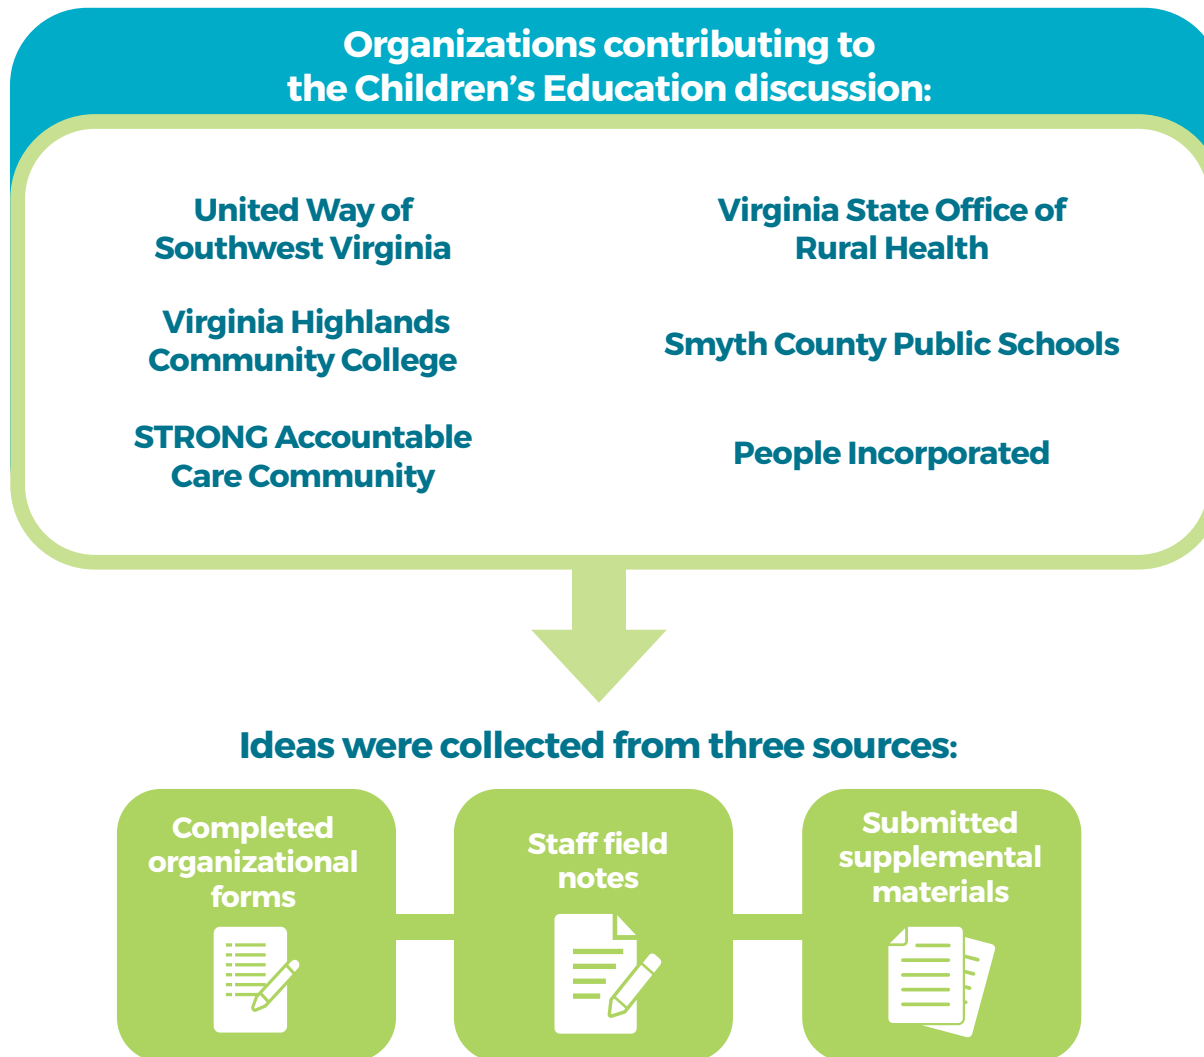 Organizations contributing to
the Children’s Education discussion:
United Way of
Southwest Virginia
Virginia State Office of
Rural Health
Virginia Highlands
Community College
Smyth County Public Schools
STRONG Accountable
Care Community
People Incorporated
Ideas were collected from three sources:
Completed
organizational
forms
Staff field
notes
Submitted
supplemental
materials